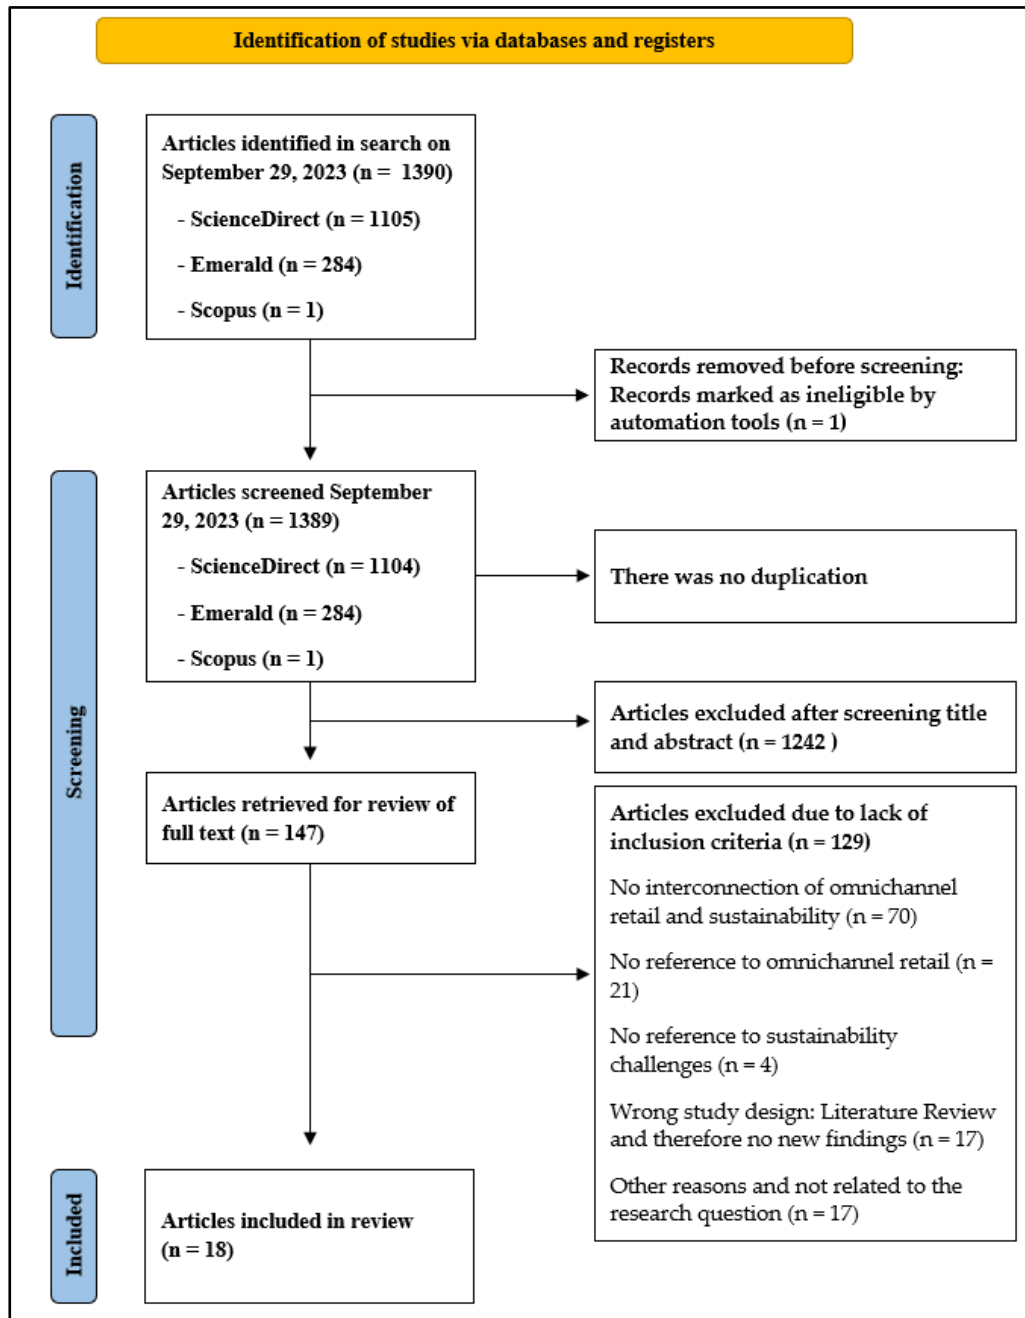 Identification of studies via databases and registers
Identification
Articles identified in search on
September 29, 2023 (n = 1390)
- ScienceDirect (n = 1105)
- Emerald (n = 284)
- Scopus (n = 1)
Records removed before screening:
Records marked as ineligible by
automation tools (n = 1)
Screening
Articles screened September
29, 2023 (n = 1389)
- ScienceDirect (n = 1104)
- Emerald (n = 284)
- Scopus (n = 1)
There was no duplication
Articles excluded after screening title
and abstract (n = 1242 )
Articles retrieved for review of
full text (n = 147)
Articles excluded due to lack of
inclusion criteria (n = 129)
No interconnection of omnichannel
retail and sustainability (n = 70)
No reference to omnichannel retail (n =
21)
No reference to sustainability
challenges (n = 4)
Wrong study design: Literature Review
and therefore no new findings (n = 17)
Other reasons and not related to the
research question (n = 17)
Included
Articles included in review
(n = 18)